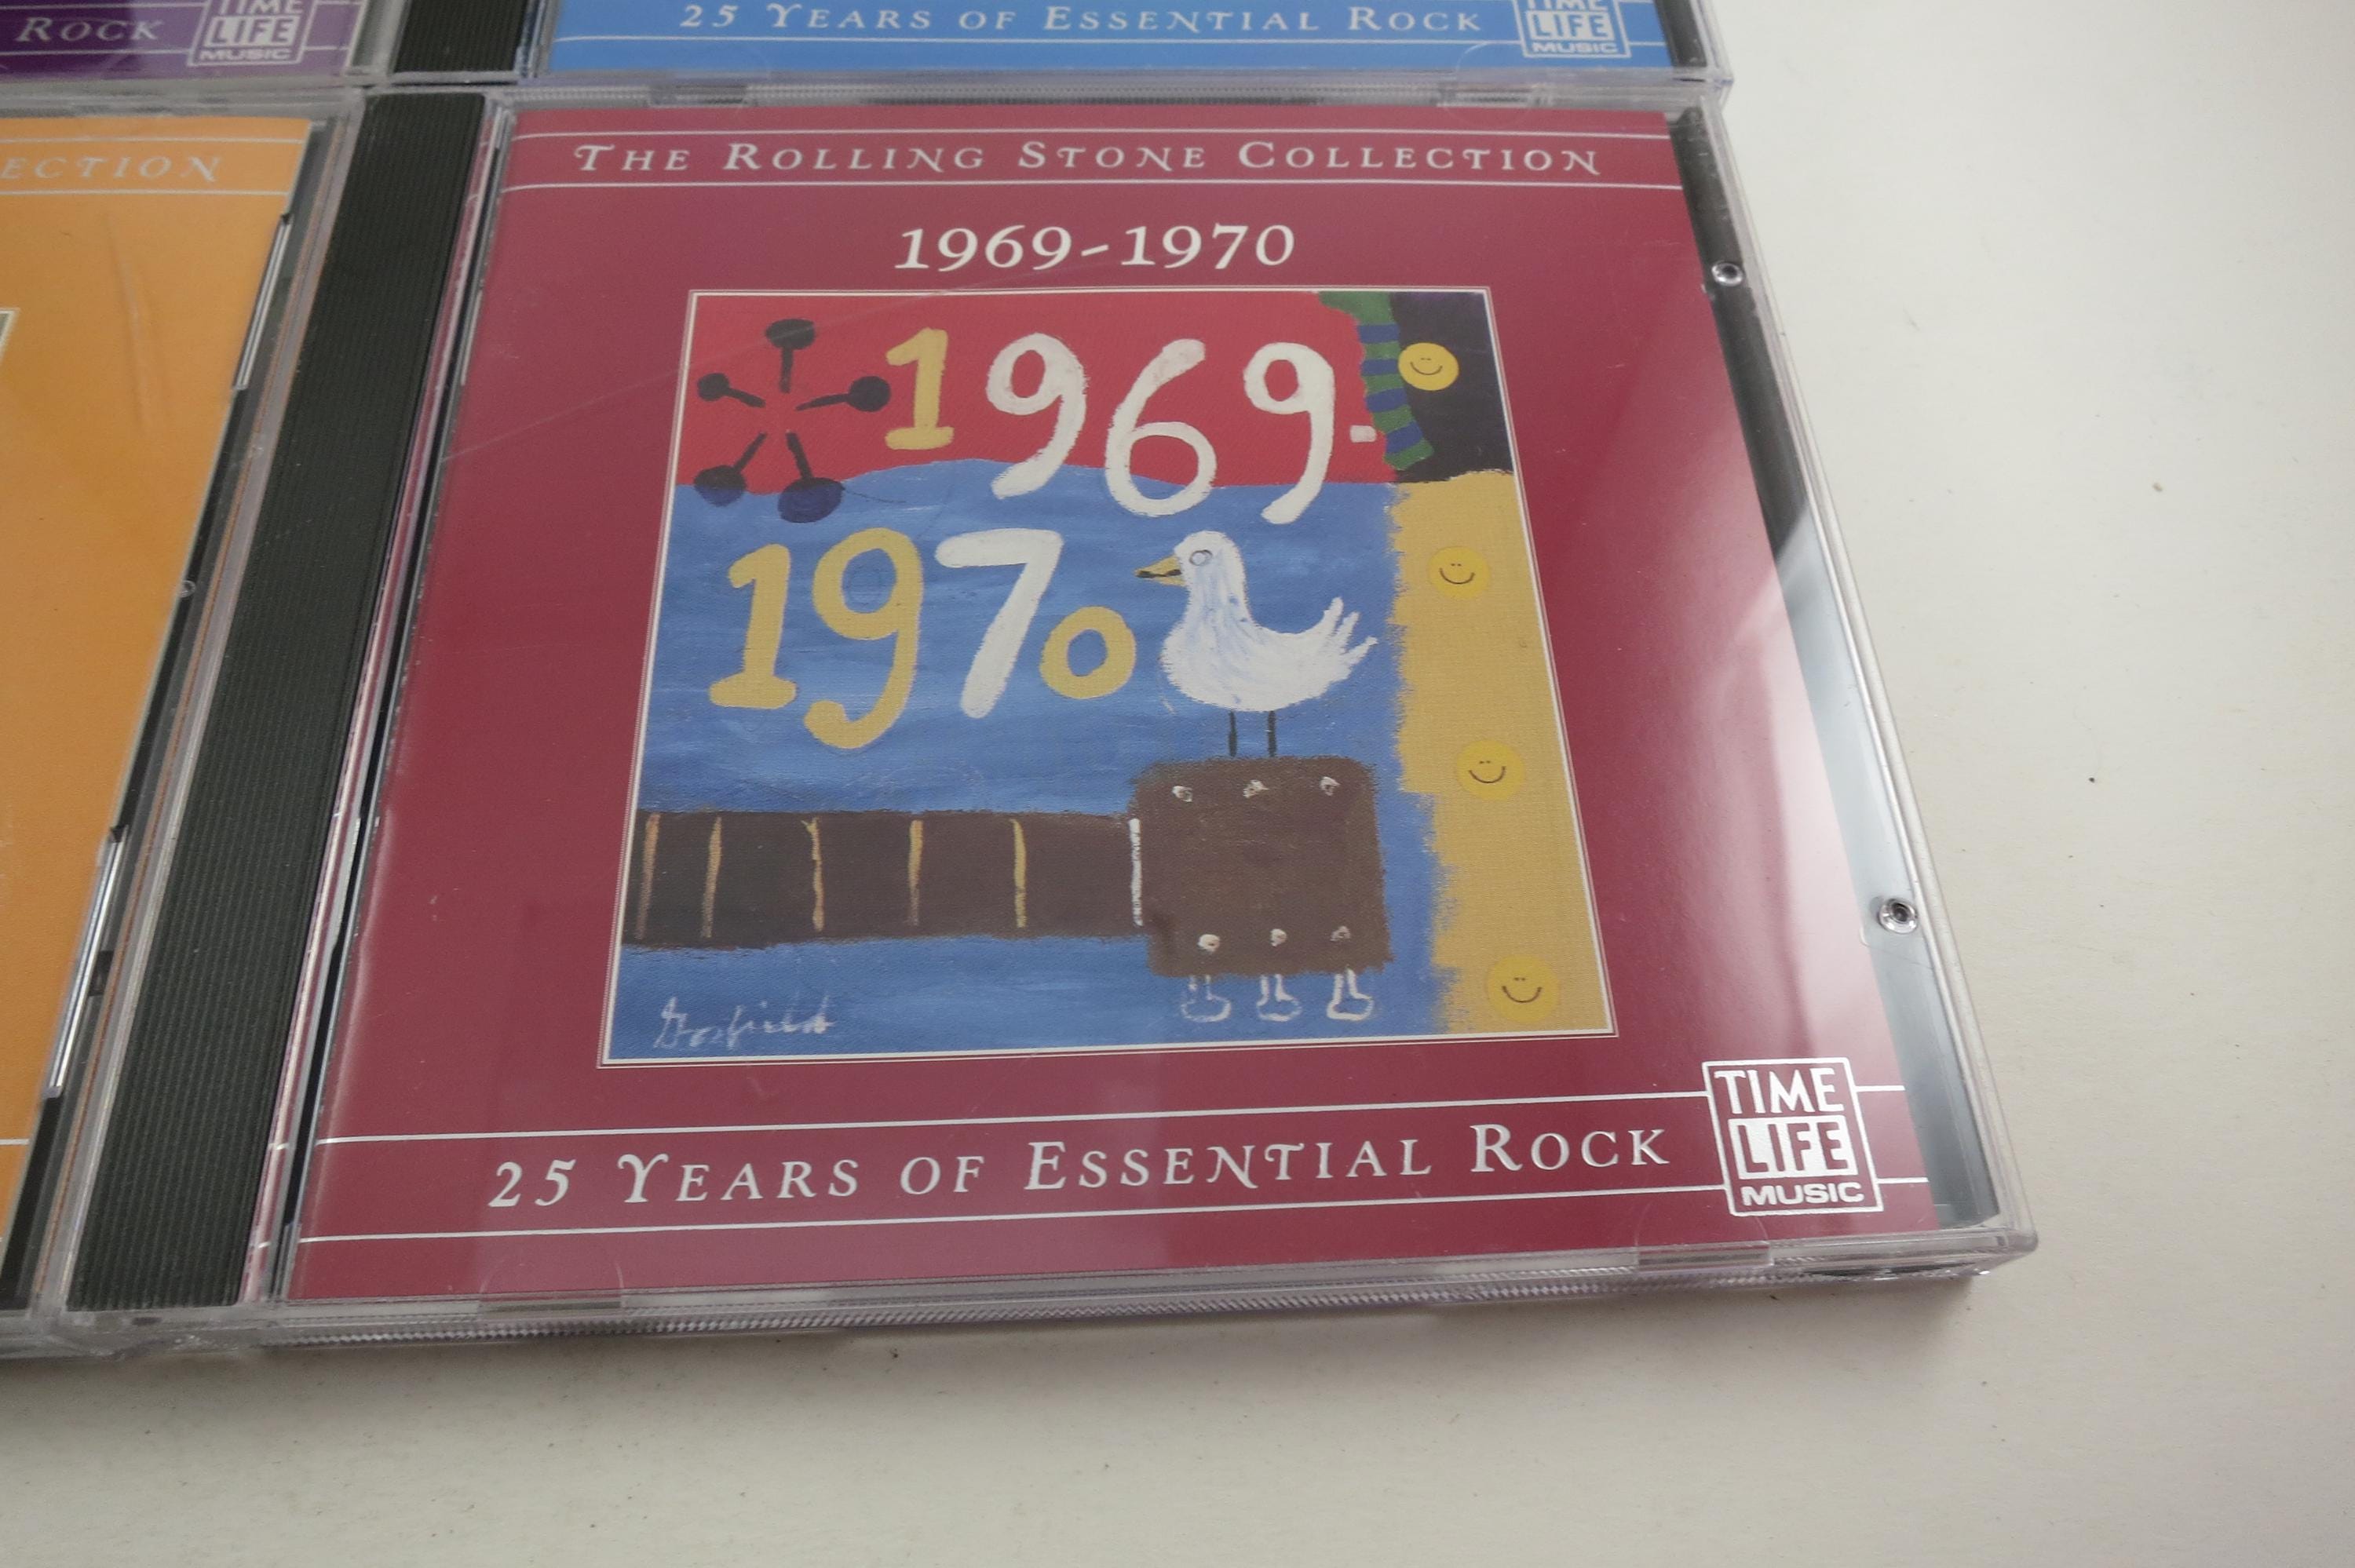 ROCK
TIME
LIFE
MUSIC
25 YEARS OF ESSENTIAL ROCK
TIME
LIFE
MUSIC
ECTION
THE ROLLING STONE COLLECTION
1969-1970
1969-
1970
25 YEARS OF ESSENTIAL ROCK
TIME
LIFE
MUSIC